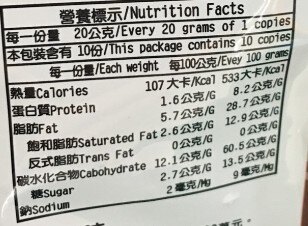 營養標示/Nutrition Facts
每一份量 20公克/Every 20 grams of 1 copies
本包裝含有 10份/This package contains 10 copies
每一份量/Each weight 每100公克/Evey 100 grams
熱量Calories 107大卡/Kcal 533大卡/Kcal
蛋白質Protein 1.6公克/G 8.2公克/G
脂肪Fat 5.7公克/G 28.7公克/G
飽和脂肪Saturated Fat 2.6公克/G 12.9公克/G
反式脂肪Trans Fat 0公克/G 0公克/G
碳水化合物Cabohydrate 12.1公克/G 60.5公克/G
糖Sugar 2.7公克/G 13.5公克/G
鈉Sodium 2毫克/Mg 9毫克/Mg